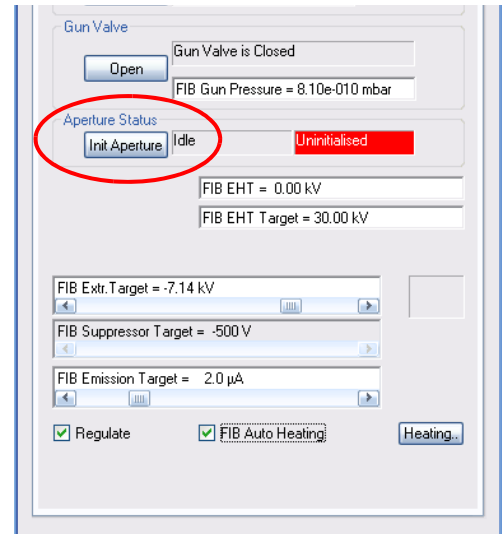 Gun Valve
Gun Valve is Closed
Open
FIB Gun Pressure = 8.10e-010 mbar
Aperture Status
Init Aperture Idle Uninitialised
FIB EHT = 0.00 kV
FIB EHT Target = 30.00 kV
FIB Extr.Target = -7.14 kV
FIB Suppressor Target = -500 V
FIB Emission Target = 2.0 µA
Regulate FIB Auto Heating Heating..